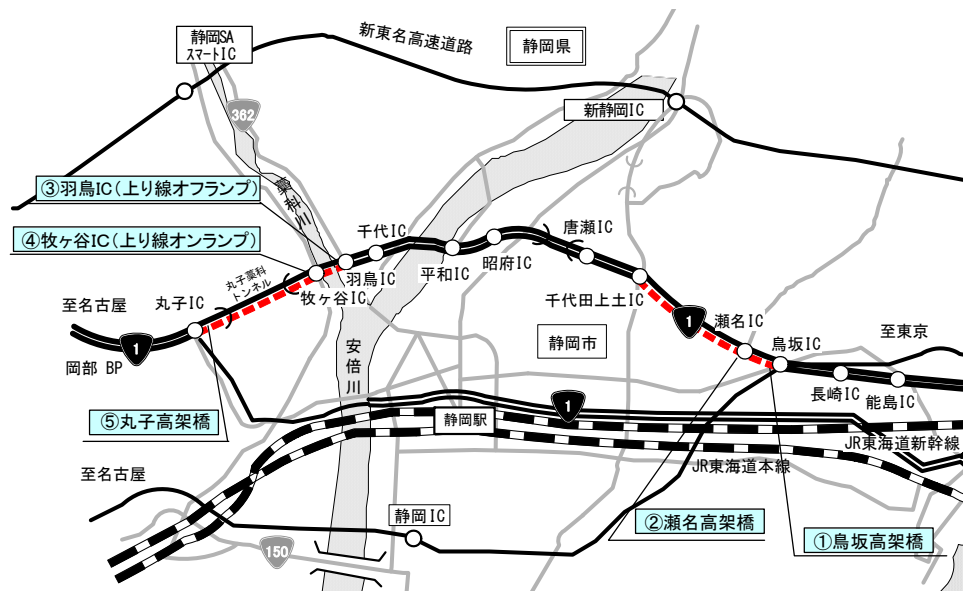 静岡SA
スマートIC
新東名高速道路
静岡県
362
新静岡IC
③羽鳥IC(上り線オフランプ)
藁科川
④牧ヶ谷IC(上り線オンランプ)
千代IC
唐瀬IC
羽鳥IC
平和IC
昭府IC
丸子藁科
トンネル
牧ヶ谷IC
千代田上土IC
至名古屋
丸子IC
1
岡部 BP
1
瀬名IC
鳥坂IC
至東京
静岡市
安倍川
長崎IC
能島IC
⑤丸子高架橋
静岡駅
1
JR東海道新幹線
JR東海道本線
至名古屋
静岡IC
②瀬名高架橋
①鳥坂高架橋
150